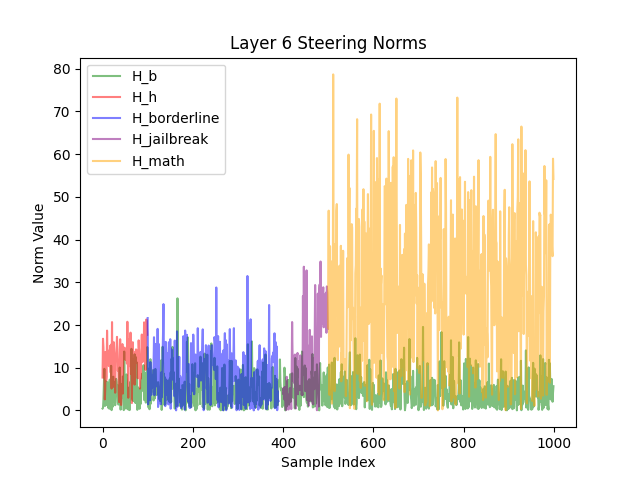 Layer 6 Steering Norms
H_b
H_h
H_borderline
H_jailbreak
H_math
Norm Value
80
70
60
50
40
30
20
10
0
0 200 400 600 800 1000
Sample Index